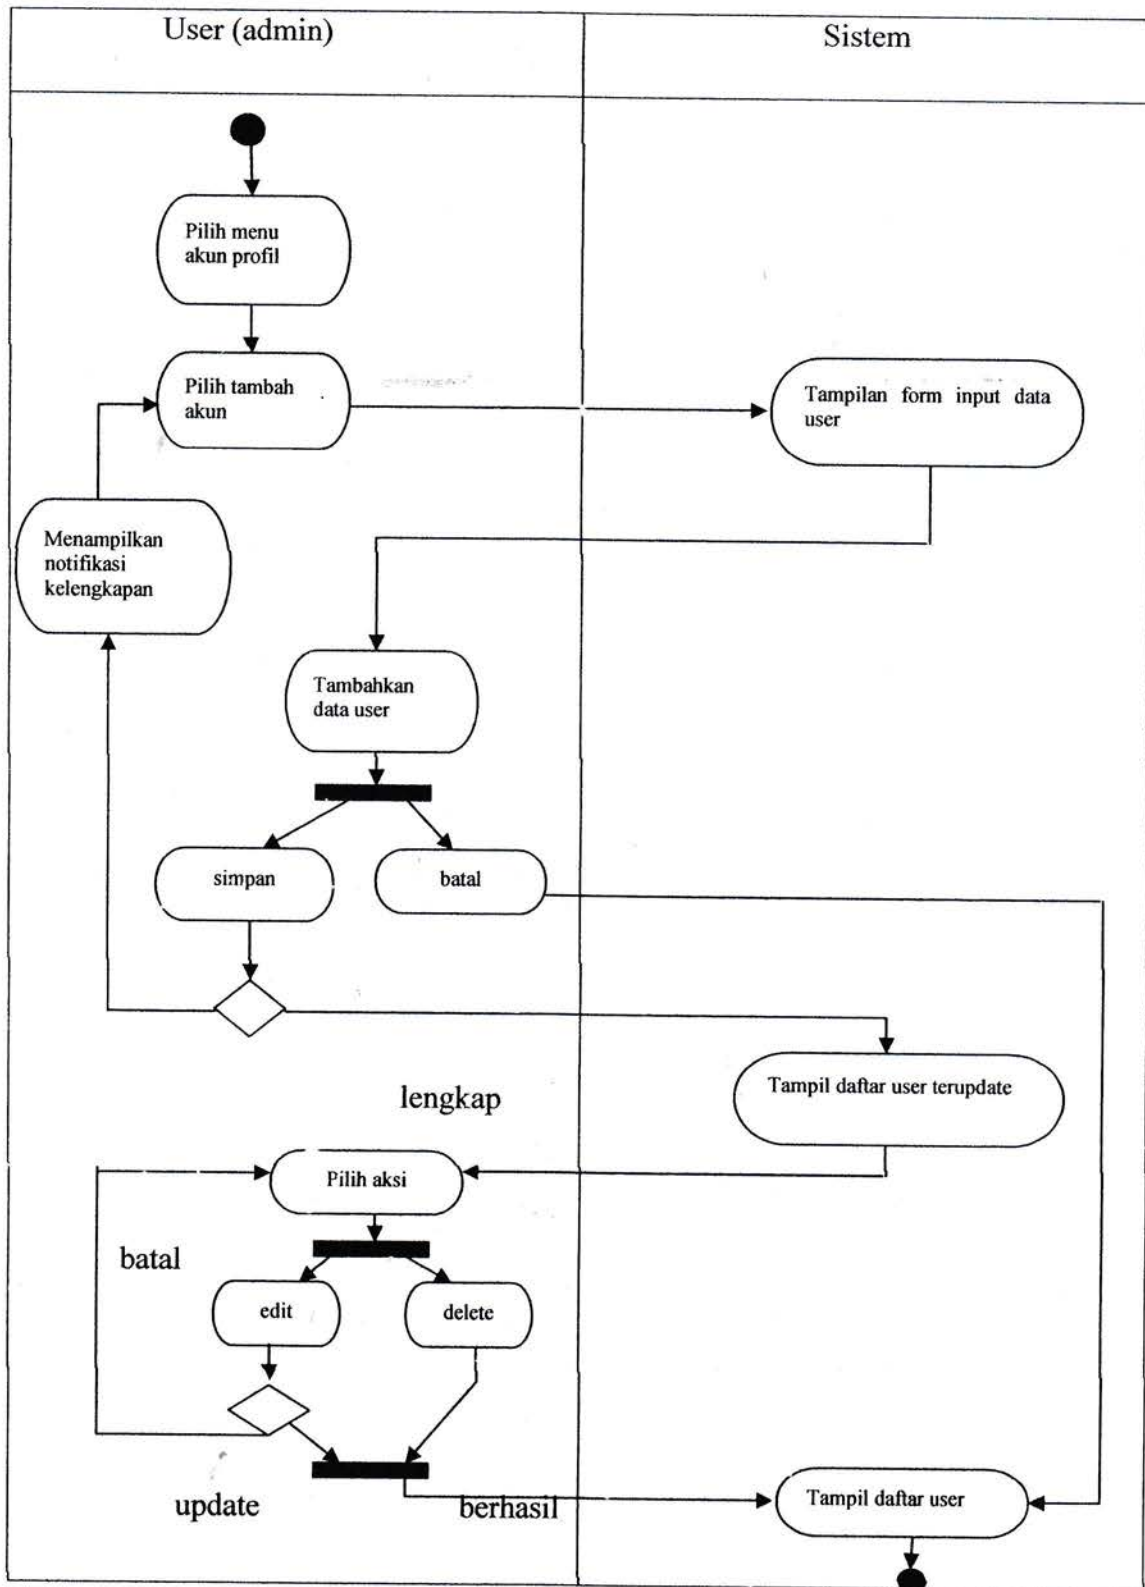 User (admin)
Sistem
Pilih menu
akun profil
Pilih tambah
akun
Tampilan form input data
user
Menampilkan
notifikasi
kelengkapan
Tambahkan
data user
simpan
batal
Tampil daftar user terupdate
lengkap
Pilih aksi
batal
edit
delete
update
berhasil
Tampil daftar user